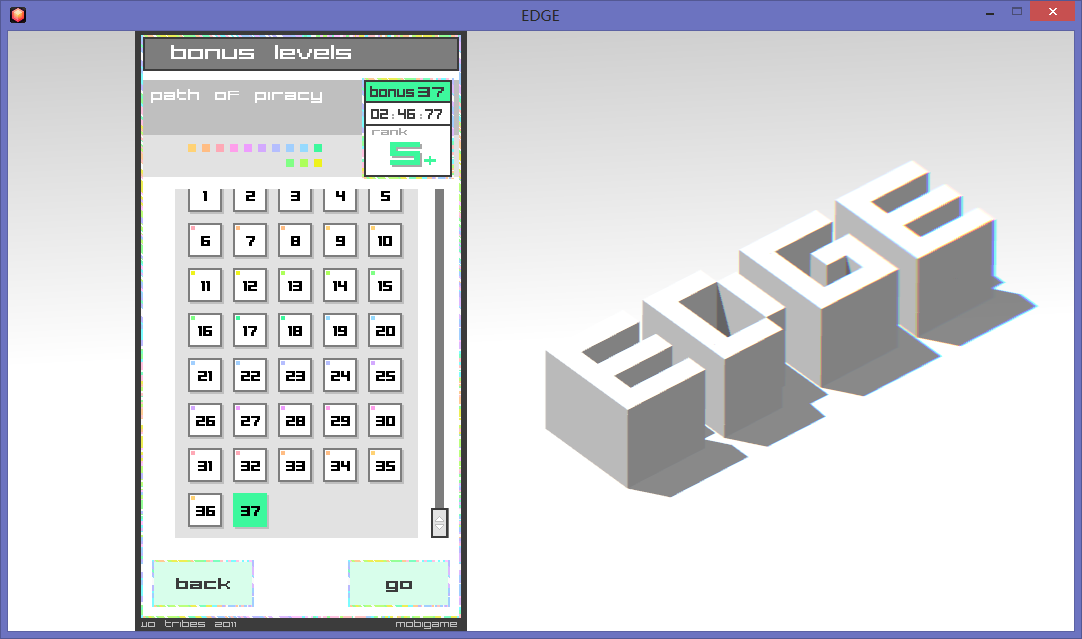 EDGE
bonus levels
path of piracy
bonus 37
02:46:77
rank
S+
1 2 3 4 5
6 7 8 9 10
11 12 13 14 15
16 17 18 19 20
21 22 23 24 25
26 27 28 29 30
31 32 33 34 35
36 37
back go
tribes 2011 mobigame
EDGE